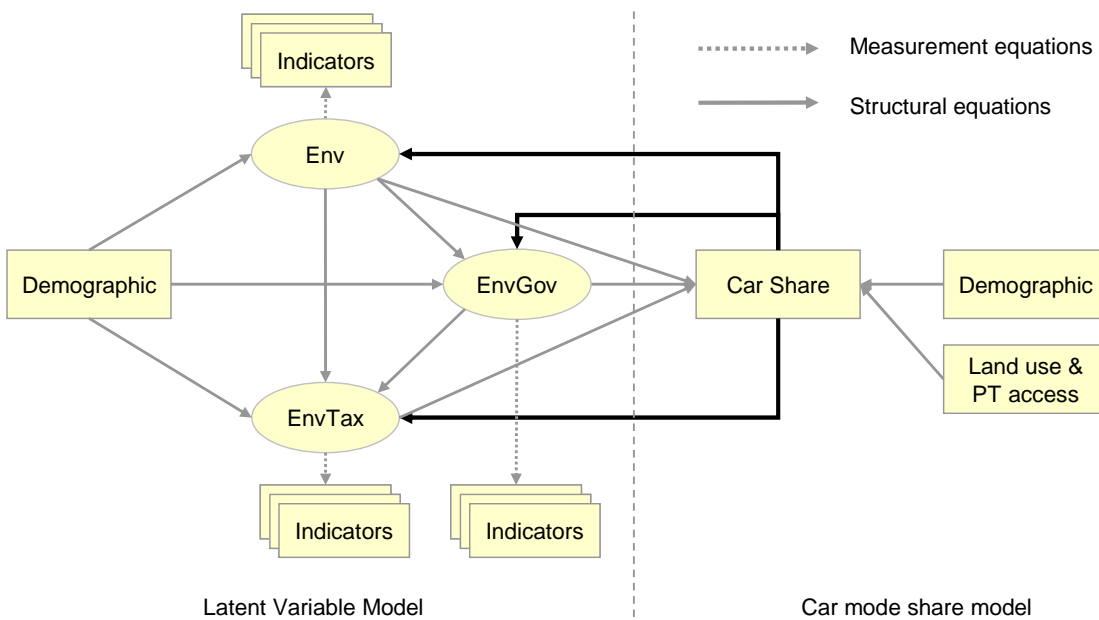 Indicators
Measurement equations
Structural equations
Env
Demographic
EnvGov
Car Share
Demographic
Land use &
PT access
EnvTax
Indicators
Indicators
Latent Variable Model
Car mode share model